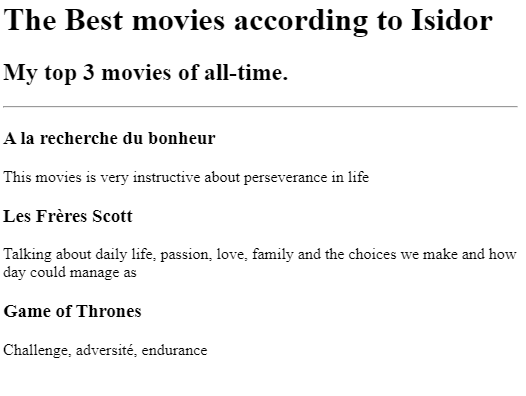 The Best movies according to Isidor
My top 3 movies of all-time.
A la recherche du bonheur
This movies is very instructive about perseverance in life
Les Frères Scott
Talking about daily life, passion, love, family and the choices we make and how
day could manage as
Game of Thrones
Challenge, adversité, endurance